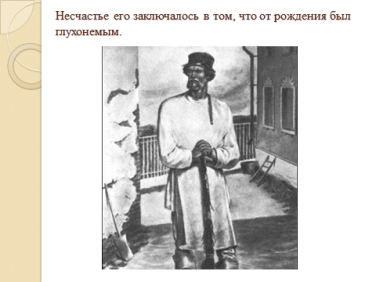 Несчастье его заключалось в том, что от рождения был
глухонемым.